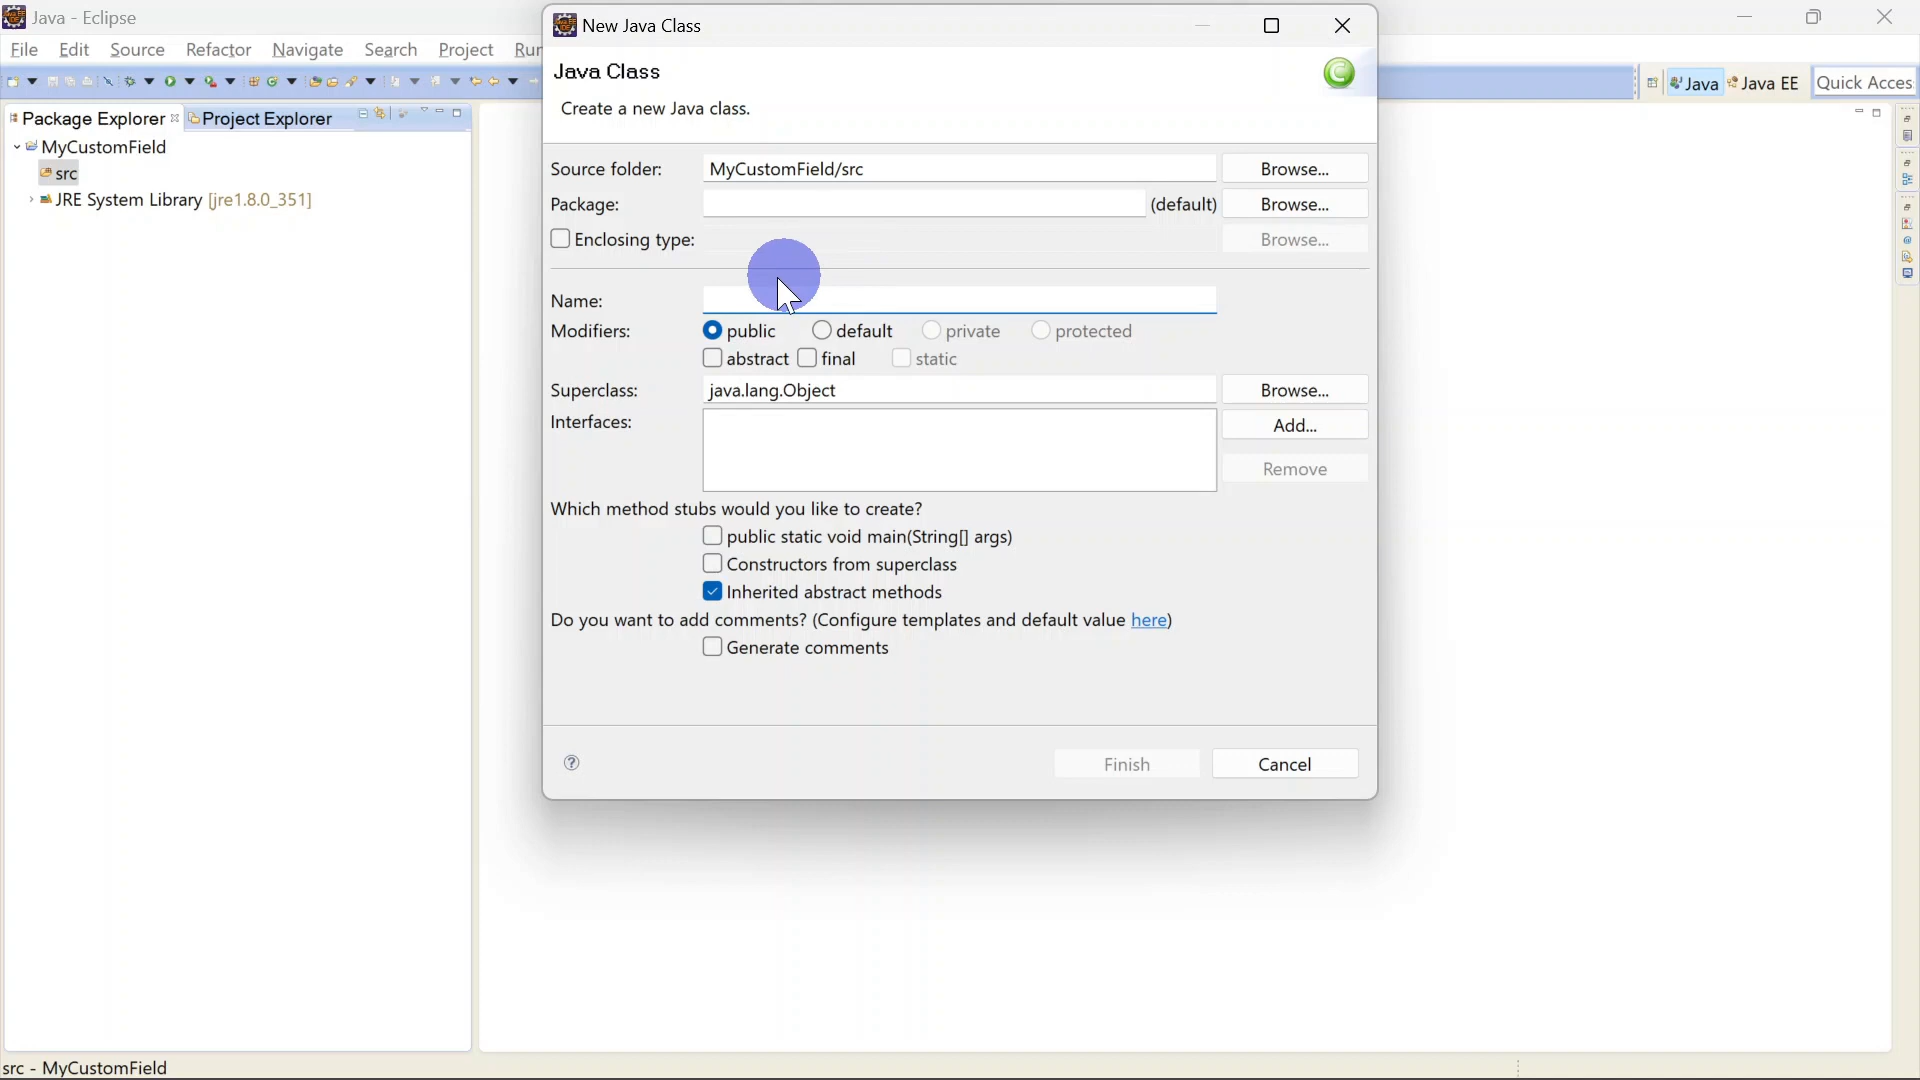 Java - Eclipse
File Edit Source Refactor Navigate Search Project Run
Java Java EE Quick Acces
Package Explorer Project Explorer
MyCustomField
src
JRE System Library [jre1.8.0_351]
New Java Class
Java Class
Create a new Java class.
Source folder: MyCustomField/src Browse...
Package: (default) Browse...
Enclosing type: Browse...
Name:
Modifiers: public default private protected
abstract final static
Superclass: java.lang.Object Browse...
Interfaces: Add...
Remove
Which method stubs would you like to create?
public static void main(String[] args)
Constructors from superclass
Inherited abstract methods
Do you want to add comments? (Configure templates and default value here)
Generate comments
Finish Cancel
src - MyCustomField